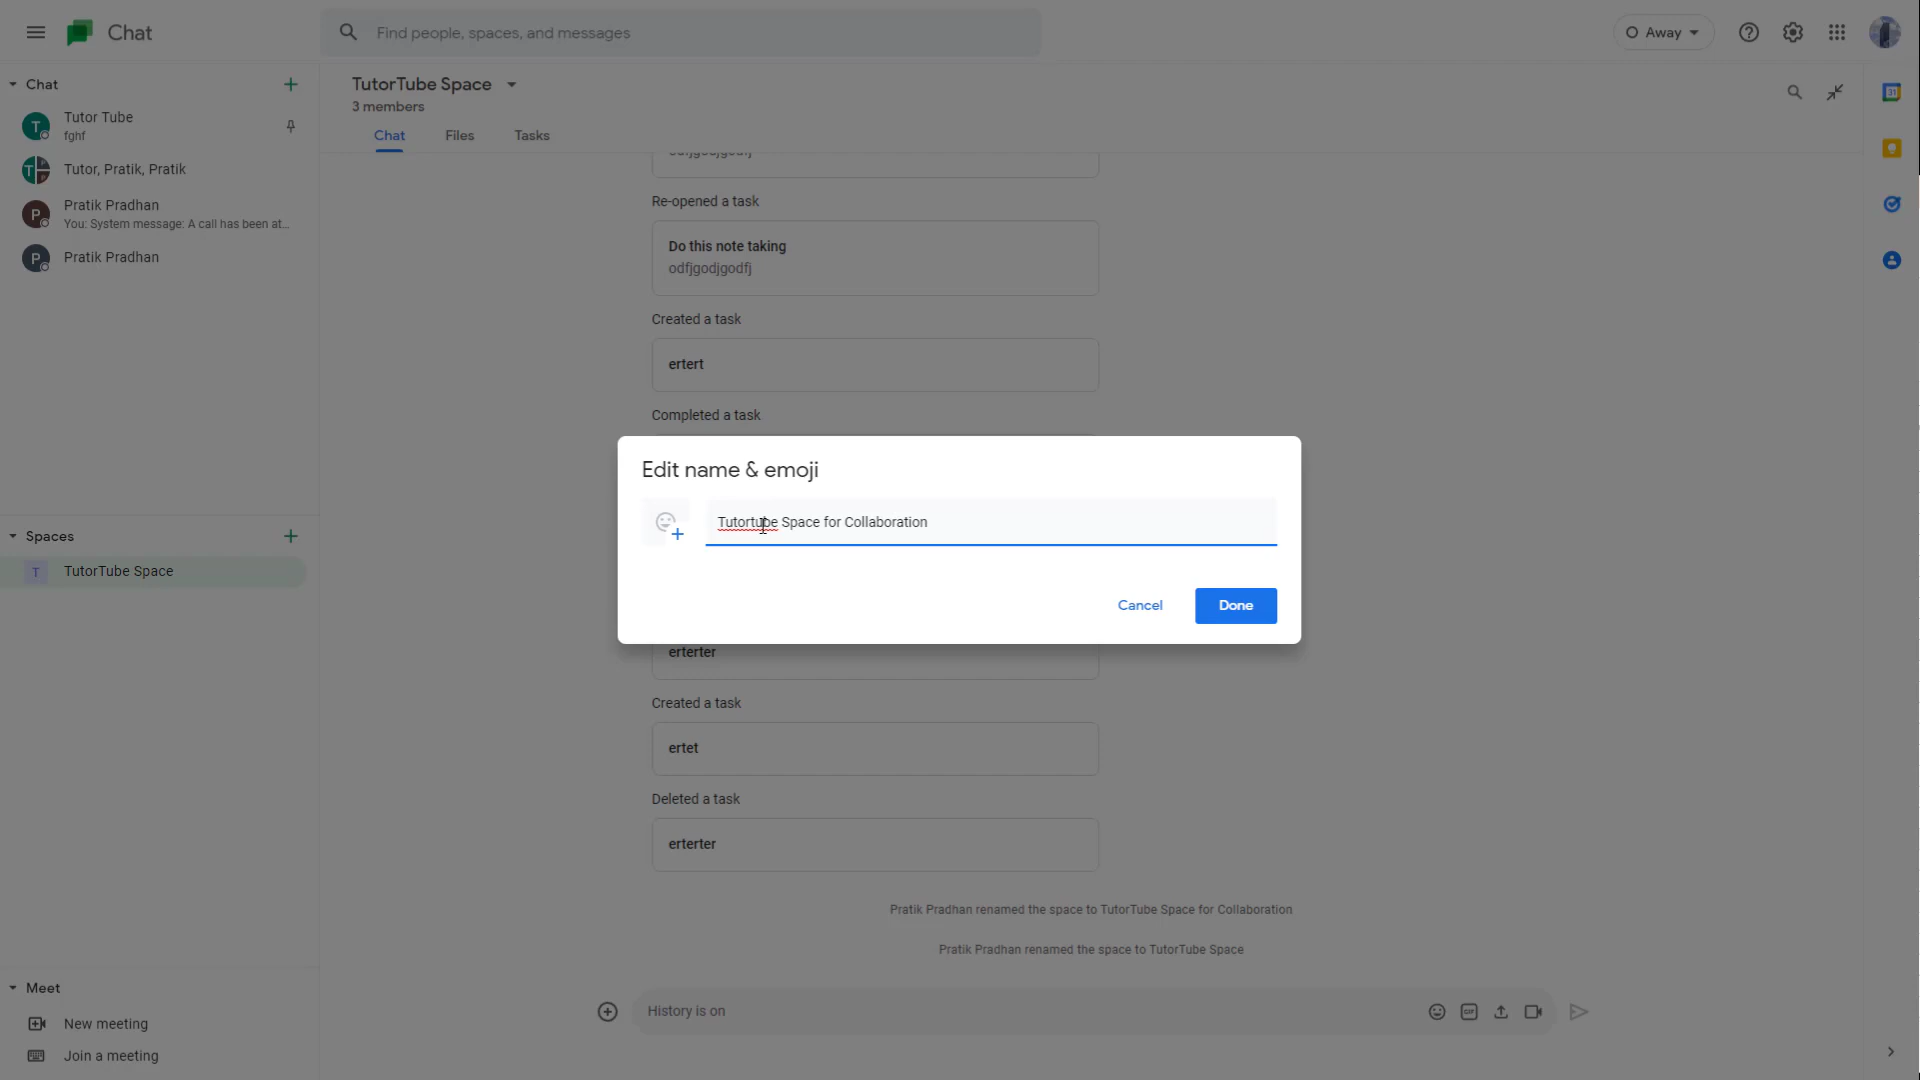 Chat
Find people, spaces, and messages
Away
Chat
Tutor Tube
fghf
Tutor, Pratik, Pratik
Pratik Pradhan
You: System message: A call has been at...
Pratik Pradhan
Spaces
TutorTube Space
Meet
New meeting
Join a meeting
TutorTube Space
3 members
Chat
Files
Tasks
odfjgodjgodfj
Re-opened a task
Do this note taking
odfjgodjgodfj
Created a task
ertert
Completed a task
Edit name & emoji
Tutortube Space for Collaboration
Cancel
Done
erterter
Created a task
ertet
Deleted a task
erterter
Pratik Pradhan renamed the space to TutorTube Space for Collaboration
Pratik Pradhan renamed the space to TutorTube Space
History is on
GIF
T
T
P
P
T
31